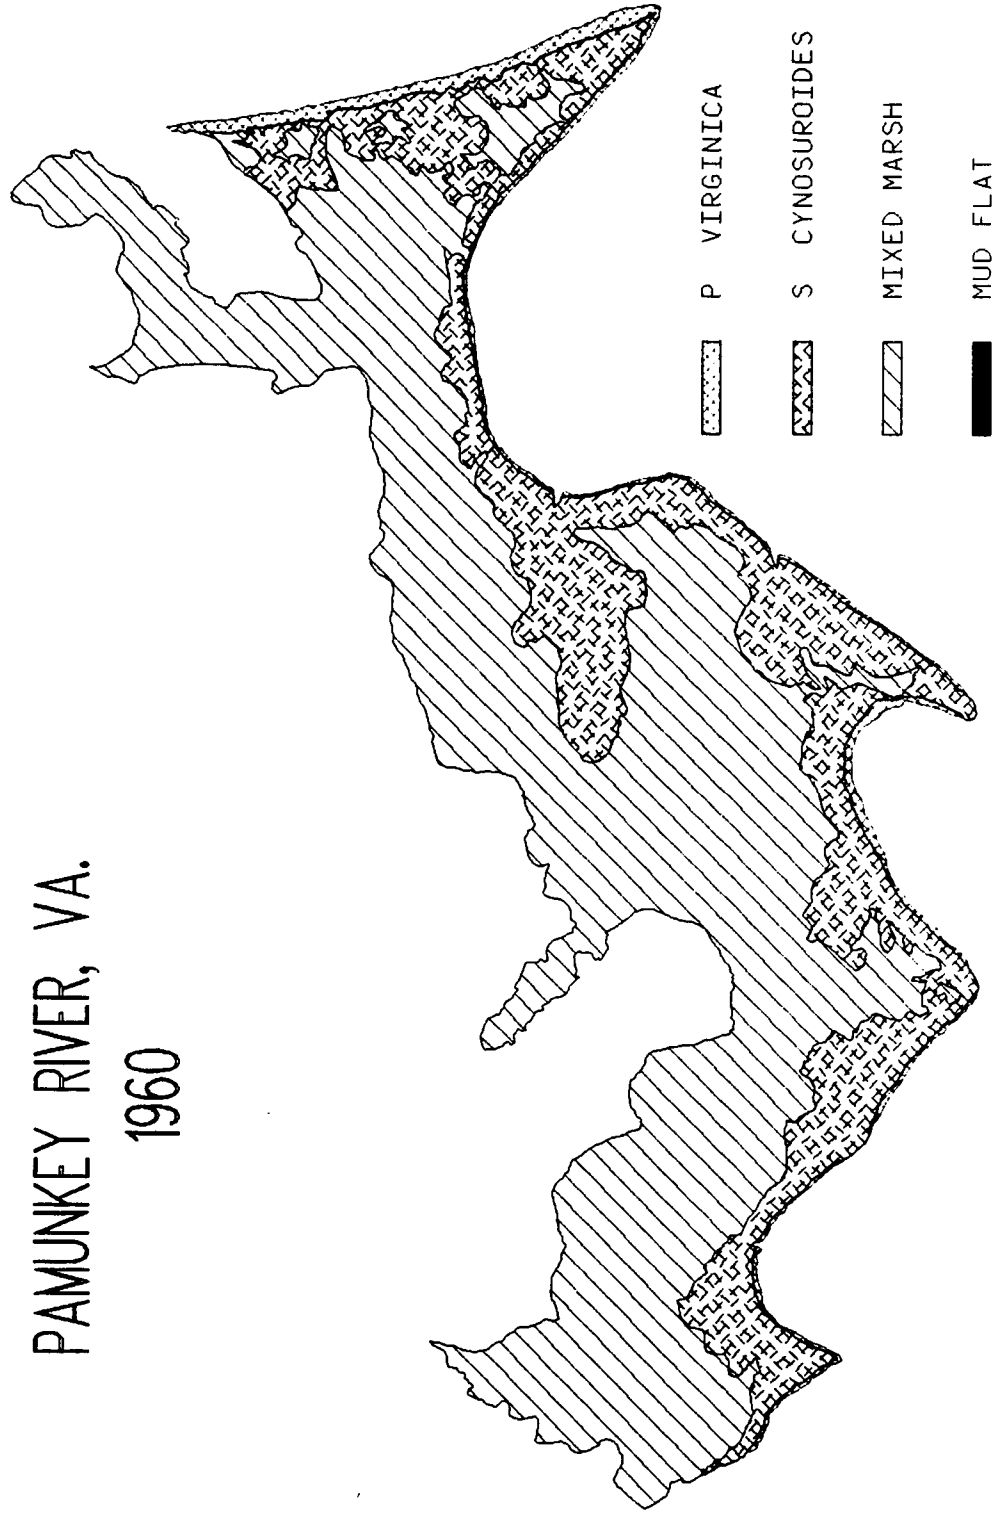 PAMUNKEY RIVER, VA.
1960
P VIRGINICA
S CYNOSUROIDES
MIXED MARSH
MUD FLAT